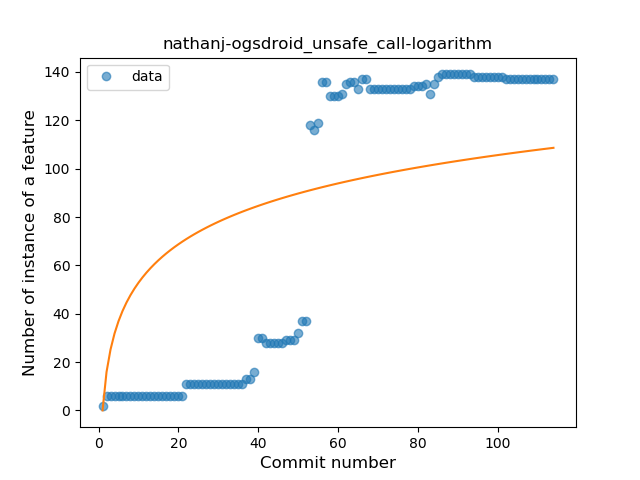 nathanj-ogsdroid_unsafe_call-logarithm
data
Number of instance of a feature
140
120
100
80
60
40
20
0
0 20 40 60 80 100
Commit number